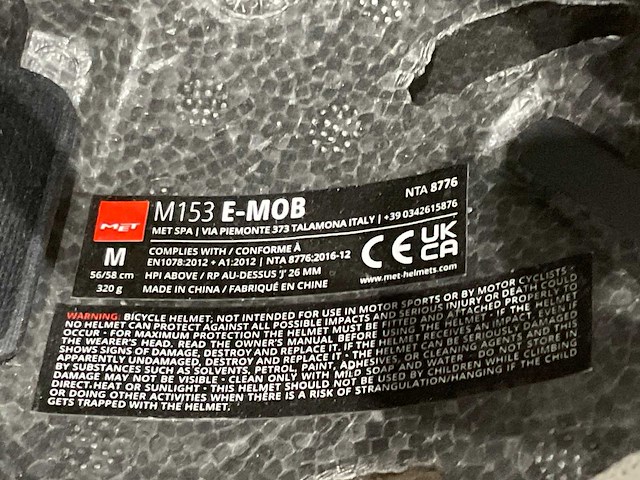 NTA 8776
MET
M153 E-MOB
MET SPA | VIA PIEMONTE 373 TALAMONA ITALY | +39 0342615876
M
56/58 cm
320 g
COMPLIES WITH / CONFORME À
EN1078:2012 + A1:2012 | NTA 8776:2016-12
HPI ABOVE / RP AU-DESSUS 'J' 26 MM
MADE IN CHINA / FABRIQUÉ EN CHINE
CE UK CA
www.met-helmets.com
WARNING: BICYCLE HELMET; NOT INTENDED FOR USE IN MOTOR SPORTS OR BY MOTOR CYCLISTS •
NO HELMET CAN PROTECT AGAINST ALL POSSIBLE IMPACTS AND SERIOUS INJURY OR DEATH COULD
OCCUR • FOR MAXIMUM PROTECTION THE HELMET MUST BE FITTED AND ATTACHED PROPERLY TO
THE WEARER'S HEAD. READ THE OWNER'S MANUAL BEFORE USING THE HELMET • IF THE HELMET
SHOWS SIGNS OF DAMAGE, DESTROY AND REPLACE IT. IF THE HELMET RECEIVES AN IMPACT, EVEN IF
APPARENTLY UNDAMAGED, DESTROY AND REPLACE IT • THE HELMET CAN BE SERIOUSLY DAMAGED
BY SUBSTANCES SUCH AS SOLVENTS, PETROL, PAINT, ADHESIVES OR CLEANING AGENTS AND SUCH
DAMAGE MAY NOT BE VISIBLE • CLEAN ONLY WITH MILD SOAP AND WATER • DO NOT STORE IN
DIRECT HEAT OR SUNLIGHT • THIS HELMET SHOULD NOT BE USED BY CHILDREN WHILE CLIMBING
OR DOING OTHER ACTIVITIES WHEN THERE IS A RISK OF STRANGULATION/HANGING IF THE CHILD
GETS TRAPPED WITH THE HELMET.